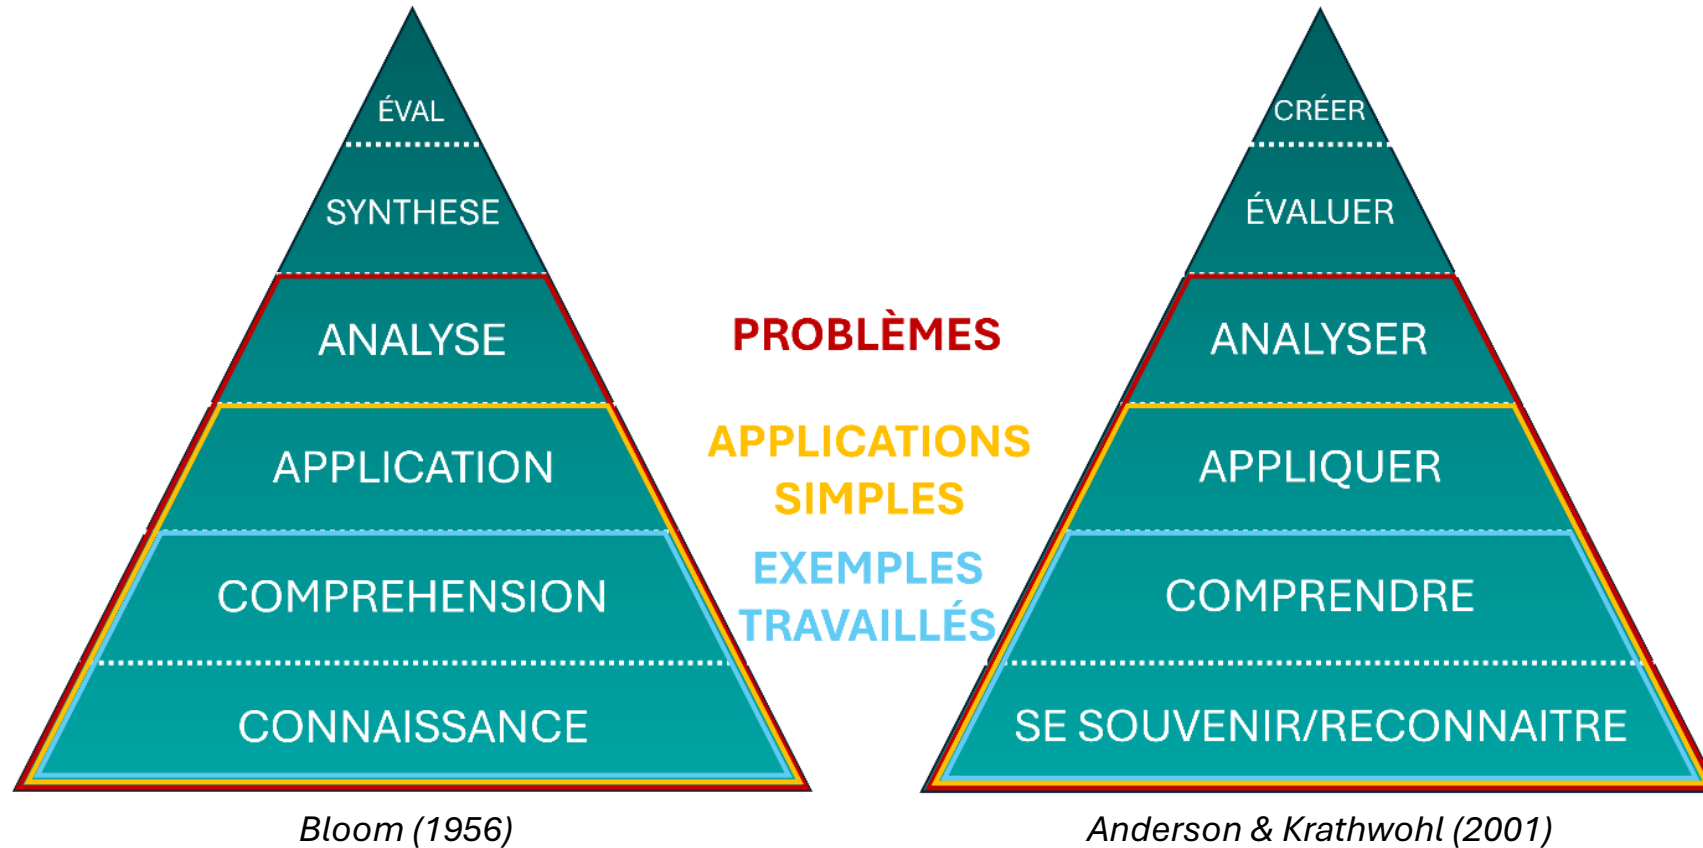 ÉVAL
SYNTHESE
ANALYSE
APPLICATION
COMPREHENSION
CONNAISSANCE
Bloom (1956)
PROBLÈMES
APPLICATIONS
SIMPLES
EXEMPLES
TRAVAILLÉS
CRÉER
ÉVALUER
ANALYSER
APPLIQUER
COMPRENDRE
SE SOUVENIR/RECONNAITRE
Anderson & Krathwohl (2001)